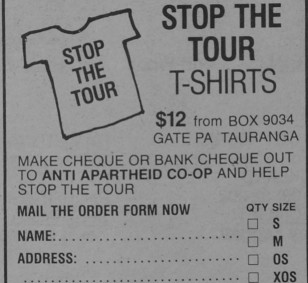 STOP
THE
TOUR
STOP THE
TOUR
T-SHIRTS
$12 from BOX 9034
GATE PA TAURANGA
MAKE CHEQUE OR BANK CHEQUE OUT
TO ANTI APARTHEID CO-OP AND HELP
STOP THE TOUR
MAIL THE ORDER FORM NOW QTY SIZE
☐ S
NAME:.............................
☐ M
ADDRESS: ........................ ☐ OS
.................................. ☐ XOS